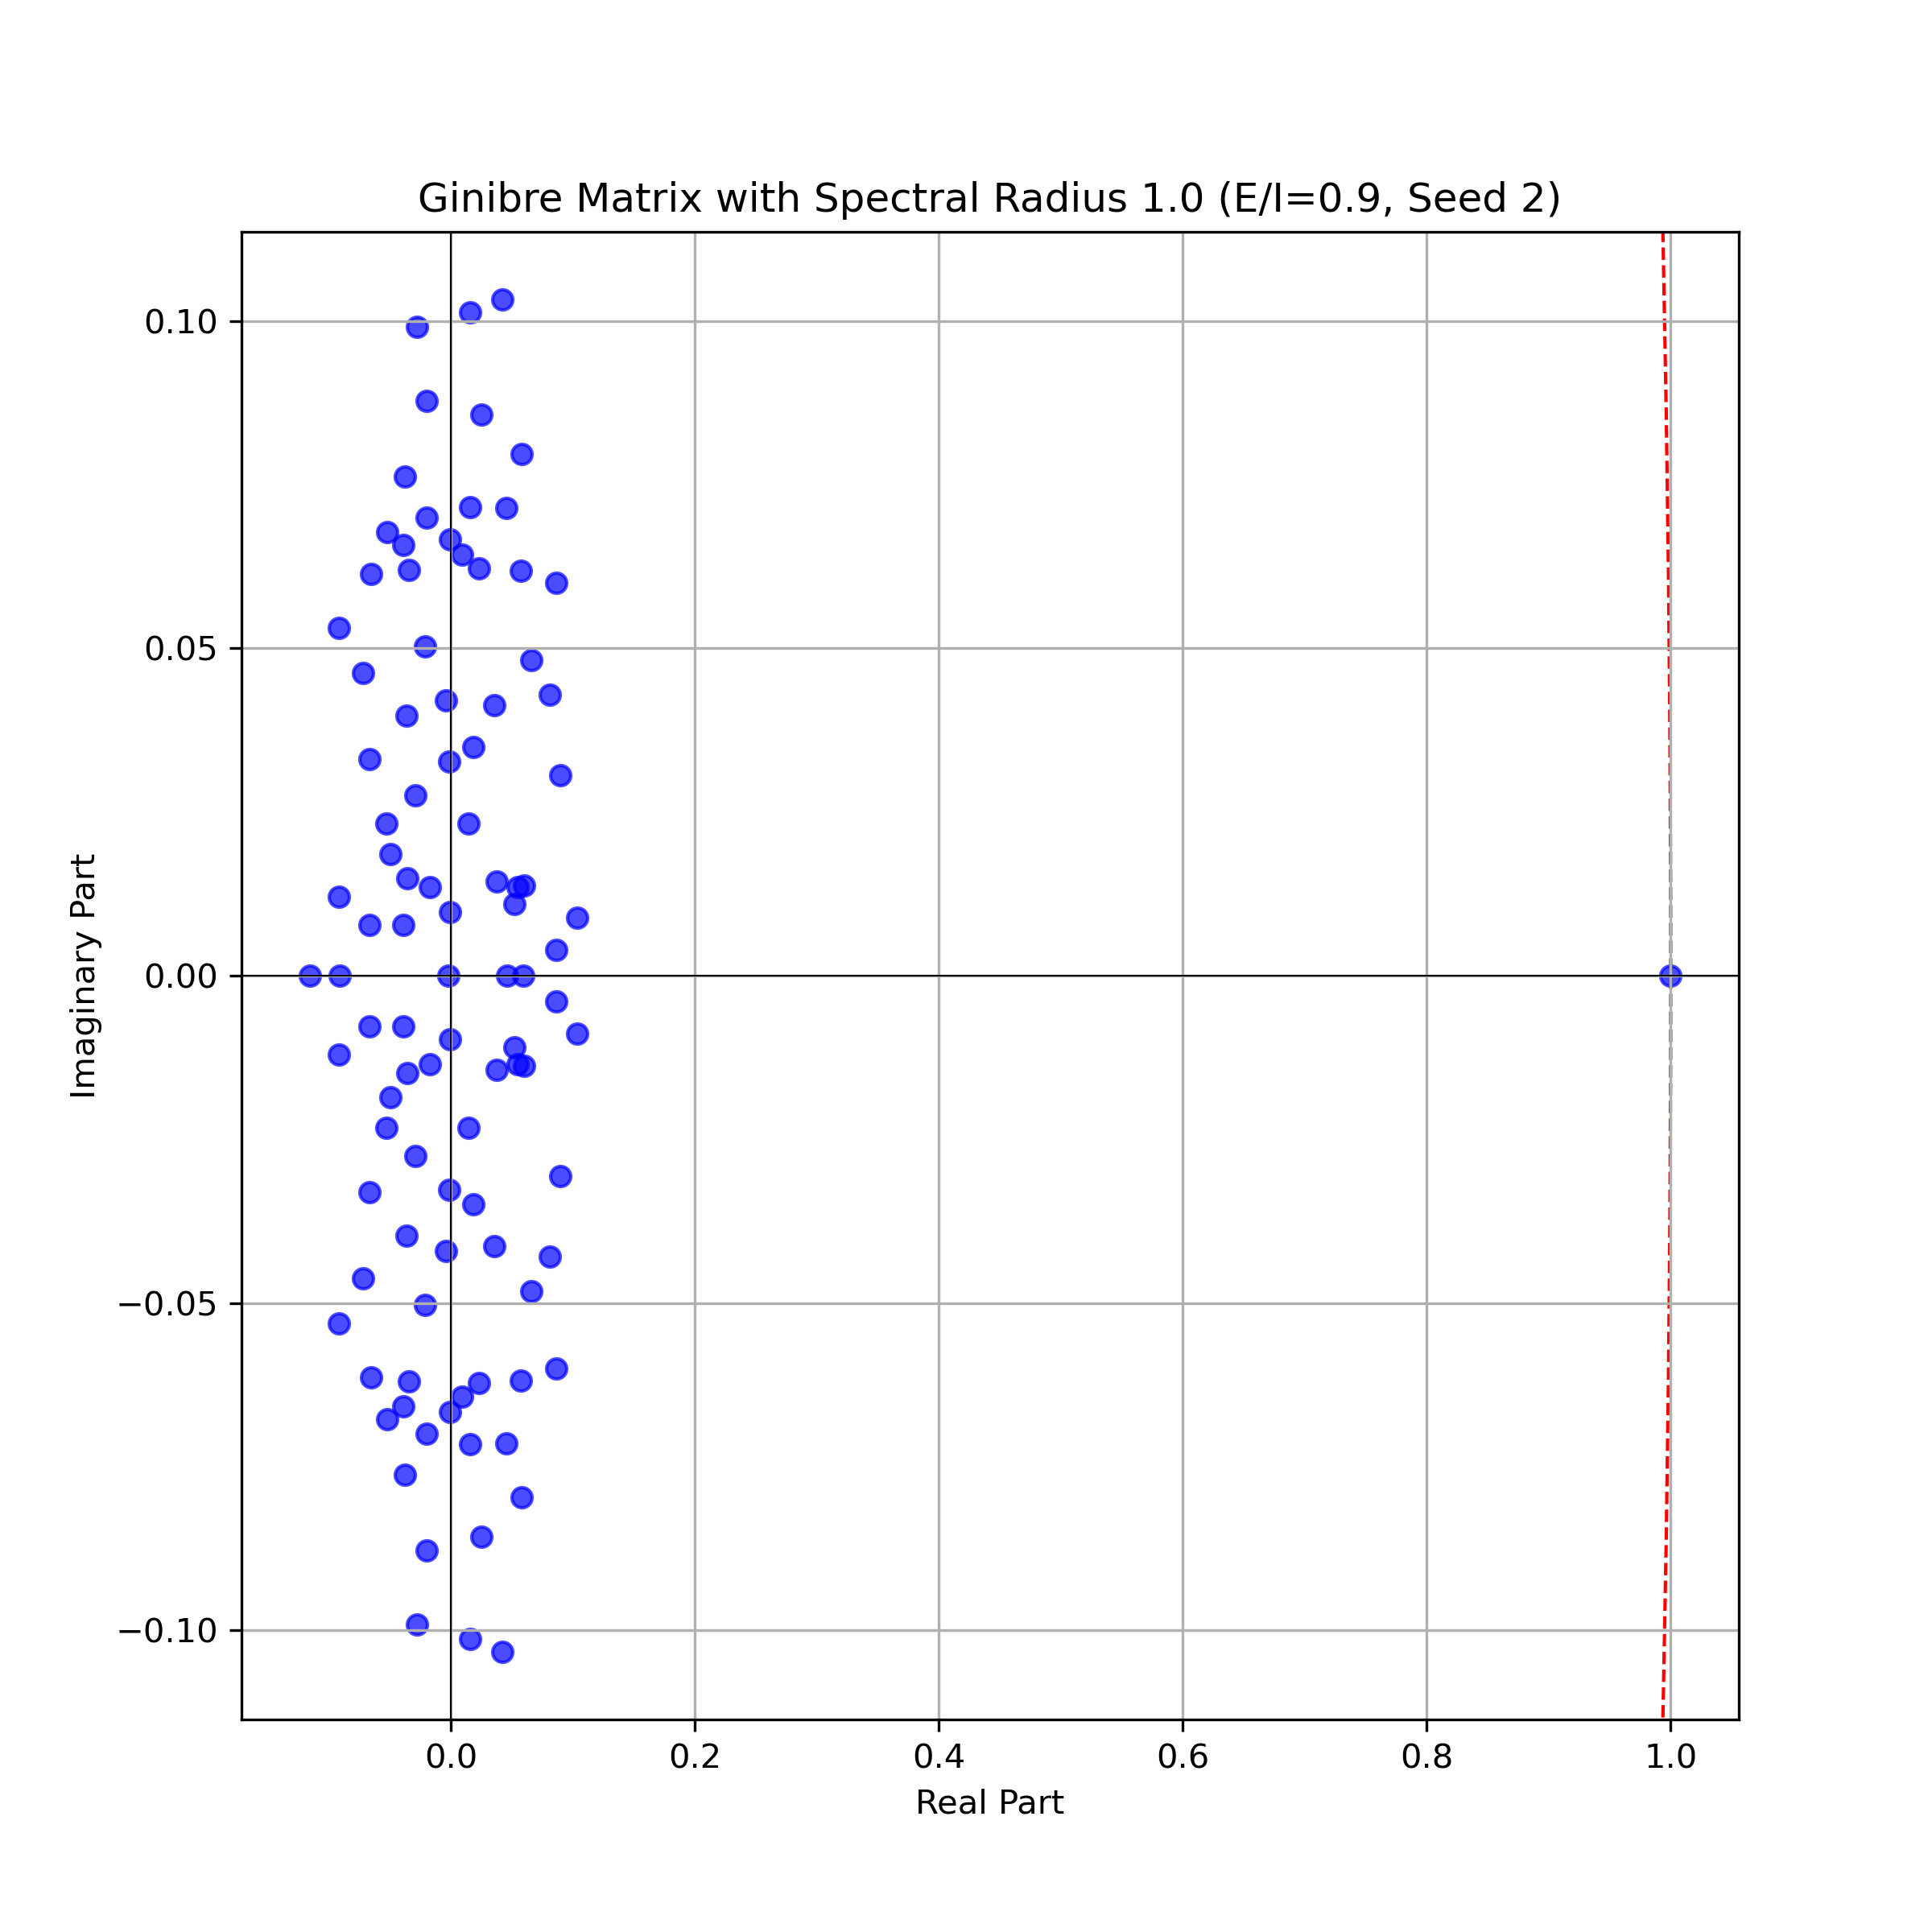 Ginibre Matrix with Spectral Radius 1.0 (E/I=0.9, Seed 2)
0.10
0.05
0.00
−0.05
−0.10
Imaginary Part
0.0 0.2 0.4 0.6 0.8 1.0
Real Part